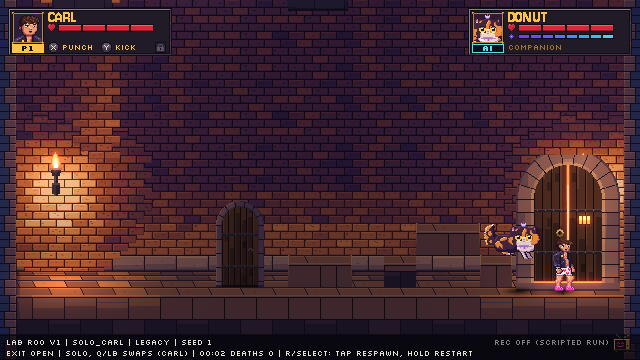 CARL
P1
Ⓧ PUNCH Ⓨ KICK
DONUT
AI
COMPANION
LAB ROO V1 | SOLO_CARL | LEGACY | SEED 1
REC OFF (SCRIPTED RUN)
EXIT OPEN | SOLO, Q/LB SWAPS (CARL) | 00:02 DEATHS 0 | R/SELECT: TAP RESPAWN, HOLD RESTART